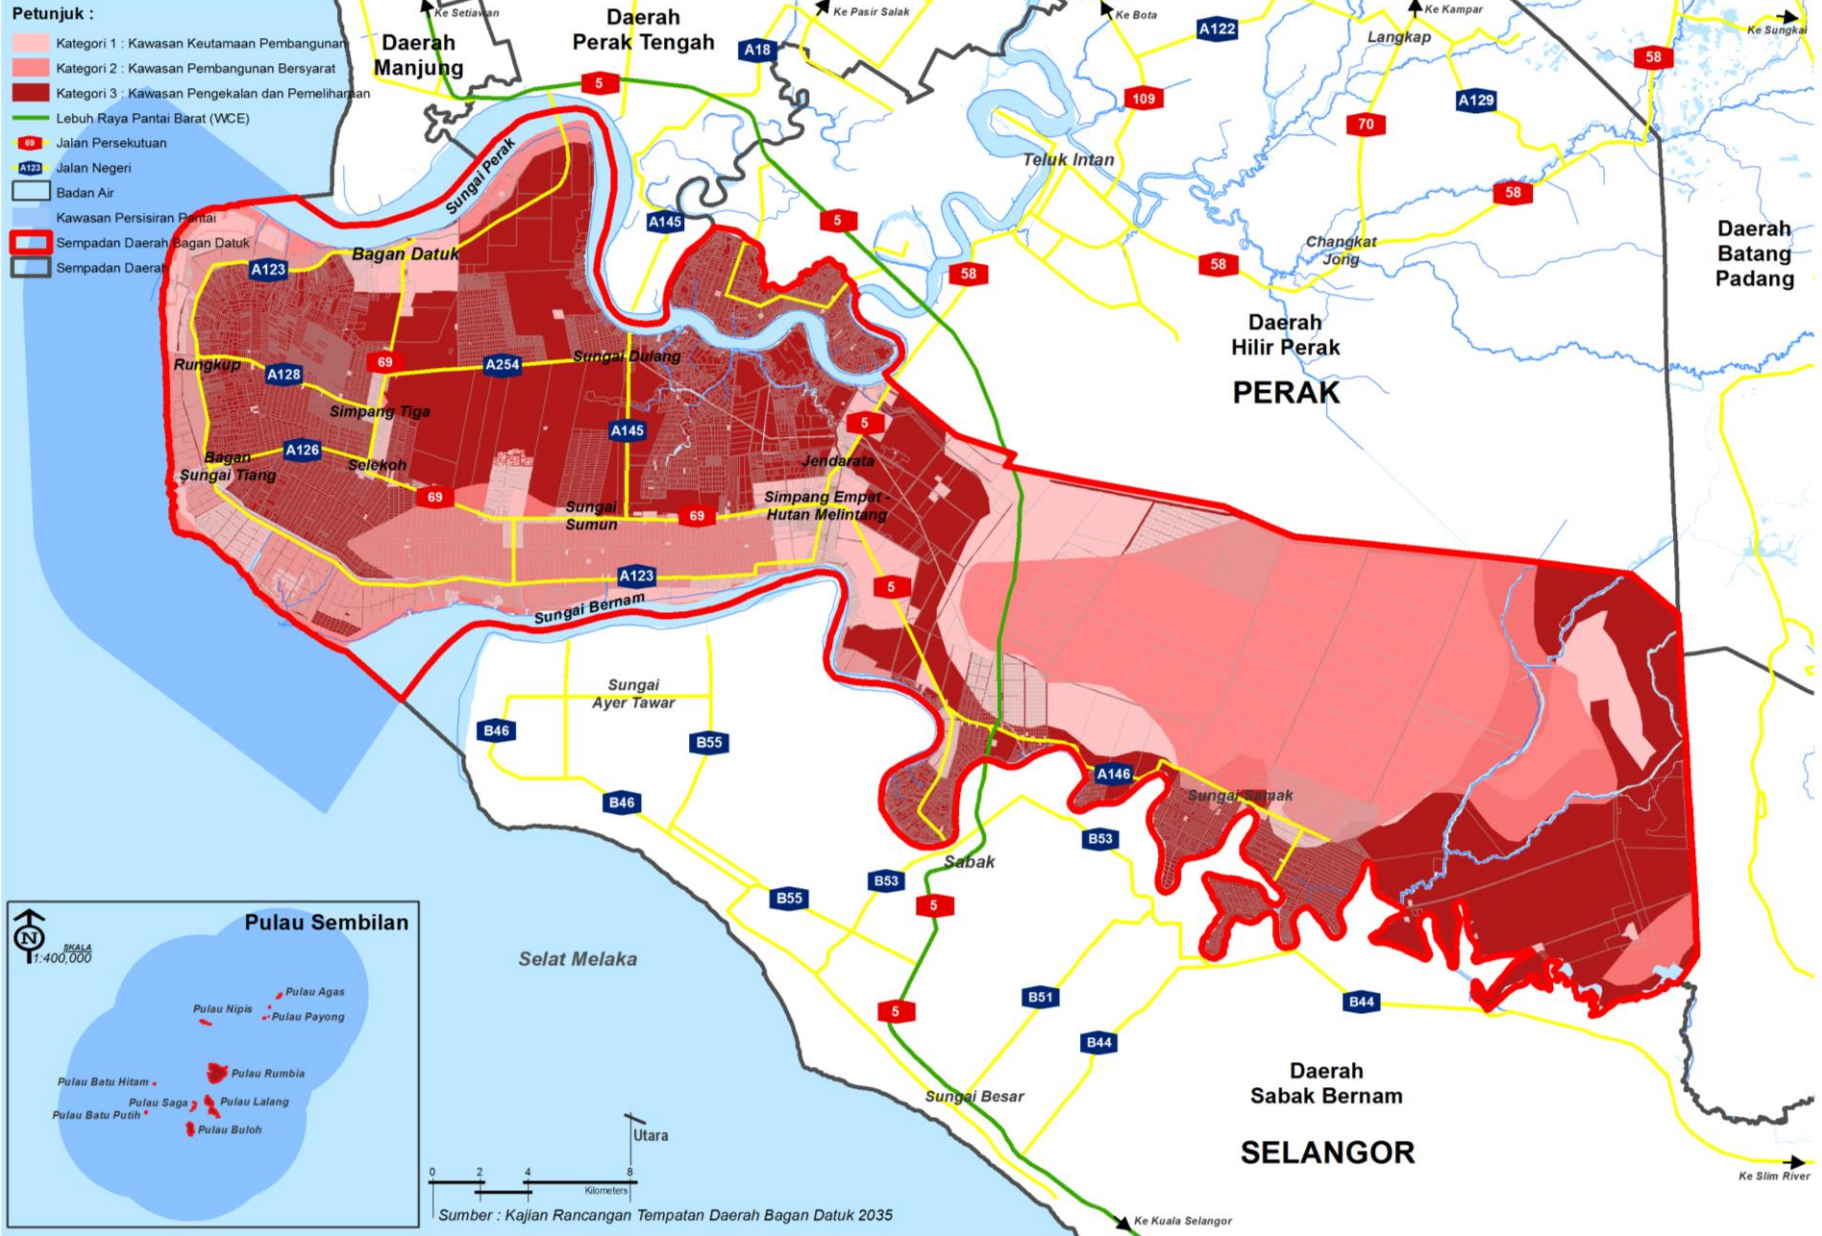 Petunjuk :
Kategori 1 : Kawasan Keutamaan Pembangunan
Kategori 2 : Kawasan Pembangunan Bersyarat
Kategori 3 : Kawasan Pengekalan dan Pemeliharaan
Lebuh Raya Pantai Barat (WCE)
69 Jalan Persekutuan
A123 Jalan Negeri
Badan Air
Kawasan Persisiran Pantai
Sempadan Daerah Bagan Datuk
Sempadan Daerah
Ke Setiawan
Daerah
Manjung
Daerah
Perak Tengah
Ke Pasir Salak
Ke Bota
Ke Kampar
Ke Sungkai
A18
A122
Langkap
58
5
109
A129
70
Sungai Perak
Teluk Intan
58
A145
5
Changkat
Jong
Daerah
Batang
Padang
Bagan Datuk
A123
58
58
Daerah
Hilir Perak
PERAK
Rungkup
A128
69
A254
Sungai Dulang
Simpang Tiga
A145
5
A126
Bagan
Sungai Tiang
Selekoh
Jendarata
69
Sungai
Sumun
69
Simpang Empat -
Hutan Melintang
A123
5
Sungai Bernam
Sungai
Ayer Tawar
B46
B55
A146
Sungai Samak
B46
B53
Sabak
B53
B55
5
Selat Melaka
B51
B44
5
B44
Sungai Besar
Daerah
Sabak Bernam
SELANGOR
Ke Slim River
Ke Kuala Selangor
Pulau Sembilan
N
SKALA
1:400,000
Pulau Agas
Pulau Nipis
Pulau Payong
Pulau Rumbia
Pulau Batu Hitam
Pulau Saga
Pulau Lalang
Pulau Batu Putih
Pulau Buloh
Utara
0 2 4 8
Kilometers
Sumber : Kajian Rancangan Tempatan Daerah Bagan Datuk 2035